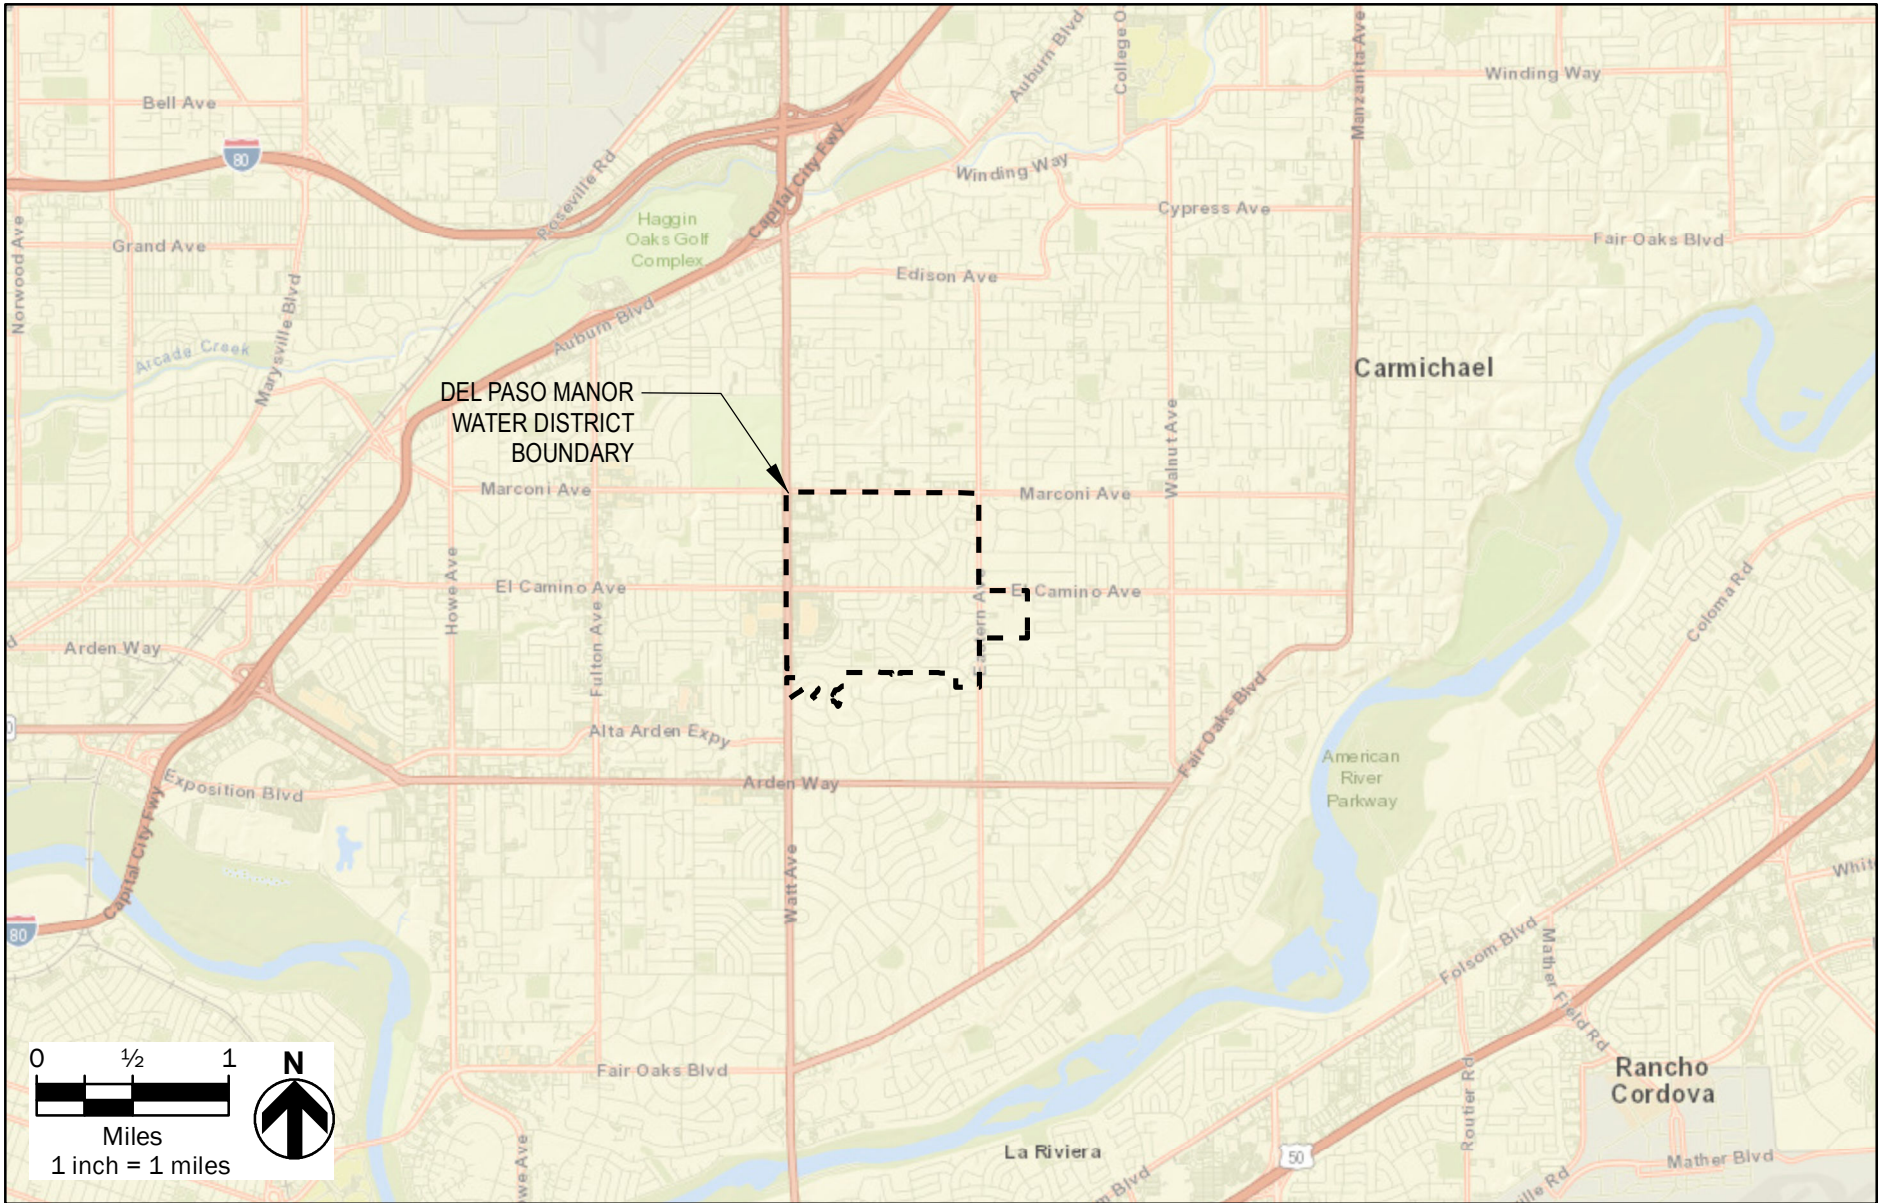 Bell Ave
80
Roseville Rd
Grand Ave
Norwood Ave
Marysville Blvd
Arcade Creek
Haggin
Oaks Golf
Complex
Capital City Fwy
Auburn Blvd
Auburn Blvd
Manzanita Ave
Winding Way
Winding Way
Cypress Ave
Fair Oaks Blvd
Edison Ave
Carmichael
Walnut Ave
DEL PASO MANOR
WATER DISTRICT
BOUNDARY
Marconi Ave
Marconi Ave
El Camino Ave
El Camino Ave
Howe Ave
Fulton Ave
Eastern Ave
Arden Way
Alta Arden Expy
Exposition Blvd
Arden Way
Capital City Fwy
80
Watt Ave
Fair Oaks Blvd
Coloma Rd
American
River
Parkway
Folsom Blvd
Mather Field Rd
Routier Rd
Rancho
Cordova
Mather Blvd
Fair Oaks Blvd
La Riviera
50
0 ½ 1
Miles
1 inch = 1 miles
N